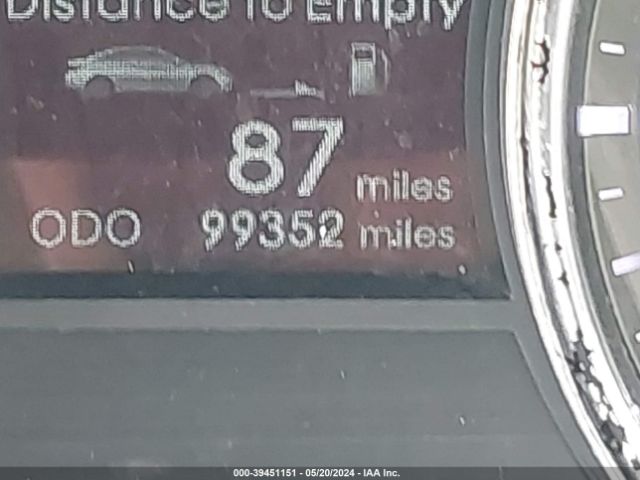 Distance To Empty
87 miles
ODO 99352 miles
000-39451151 - 05/20/2024 - IAA Inc.